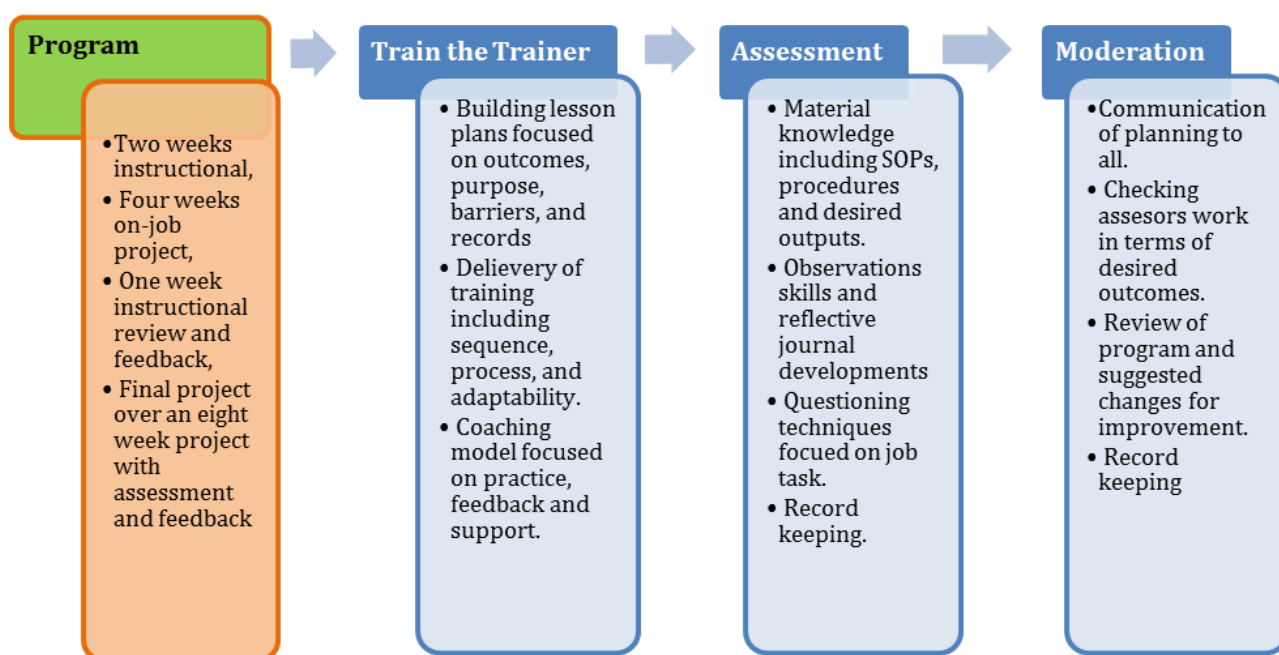 Program
•Two weeks
instructional,
• Four weeks
on-job
project,
• One week
instructional
review and
feedback,
• Final project
over an eight
week project
with
assessment
and feedback
Train the Trainer
• Building lesson
plans focused
on outcomes,
purpose,
barriers, and
records
• Delievery of
training
including
sequence,
process, and
adaptability.
• Coaching
model focused
on practice,
feedback and
support.
Assessment
• Material
knowledge
including SOPs,
procedures
and desired
outputs.
• Observations
skills and
reflective
journal
developments
• Questioning
techniques
focued on job
task.
• Record
keeping.
Moderation
•Communication
of planning to
all.
• Checking
assesors work
in terms of
desired
outcomes.
• Review of
program and
suggested
changes for
improvement.
• Record
keeping